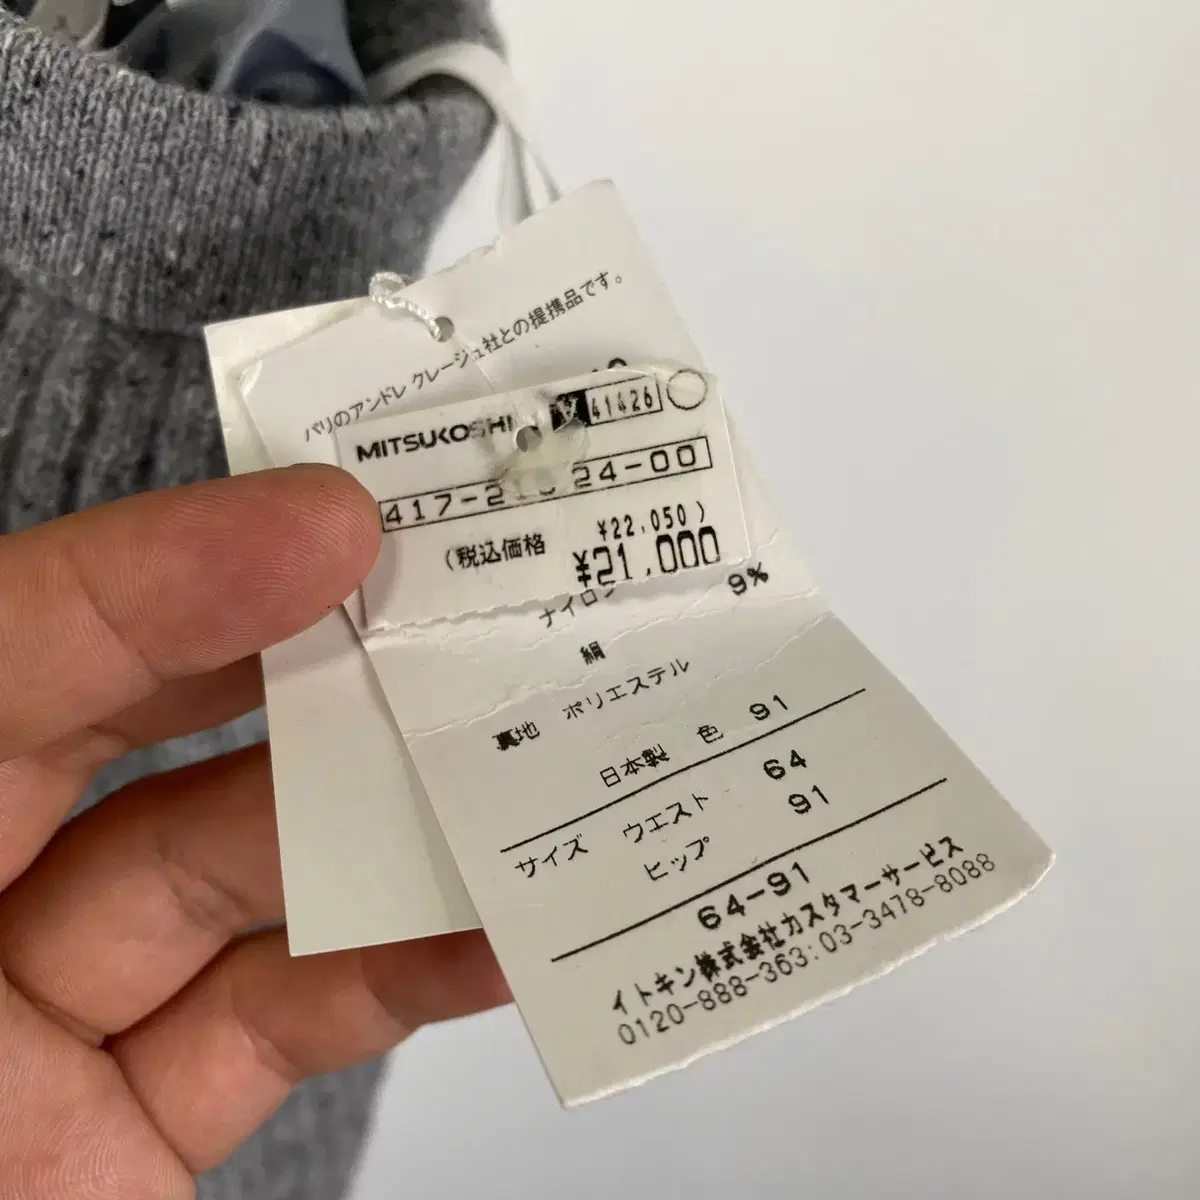 パリのアンドレ クレージュ社との提携品です。
MITSUKOSHI A 41426
417-2 24-00
(税込価格 ¥22,050)
¥21,000
ナイロン 9%
絹
裏地 ポリエステル
日本製 色 91
サイズ ウエスト 64
ヒップ 91
64-91
イトキン株式会社カスタマーサービス
0120-888-363:03-3478-8088